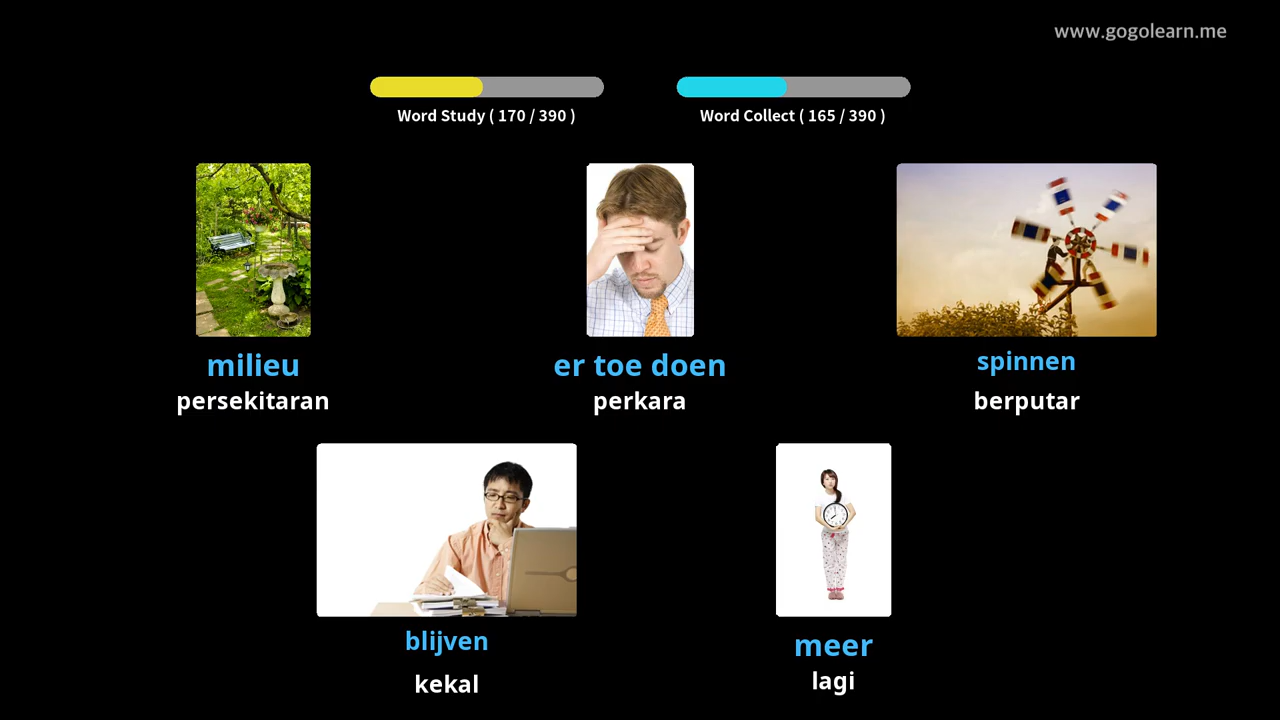 www.gogolearn.me
Word Study ( 170 / 390 )
Word Collect ( 165 / 390 )
milieu
persekitaran
er toe doen
perkara
spinnen
berputar
blijven
kekal
meer
lagi